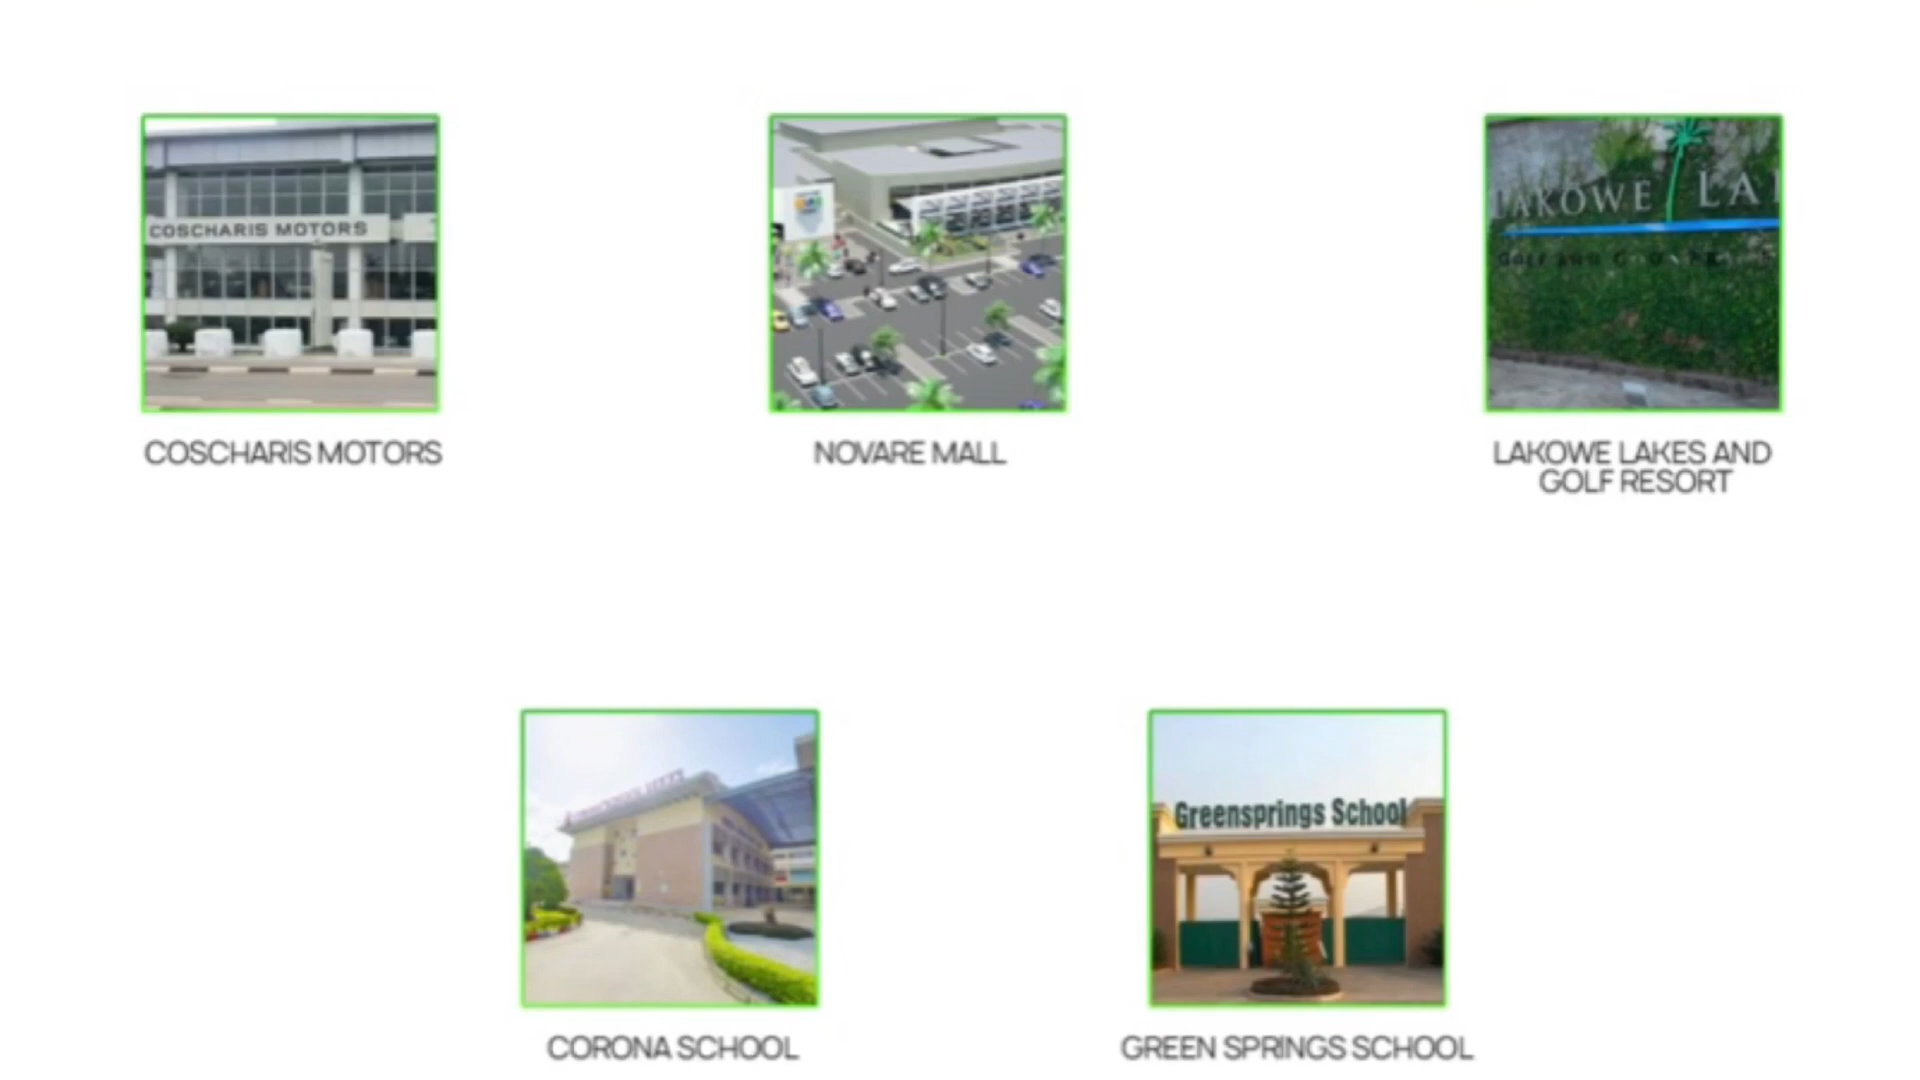 COSCHARIS MOTORS
COSCHARIS MOTORS
NOVARE MALL
LAKOWE LA
LAKOWE LAKES AND
GOLF RESORT
CORONA SCHOOL
Greensprings School
GREEN SPRINGS SCHOOL